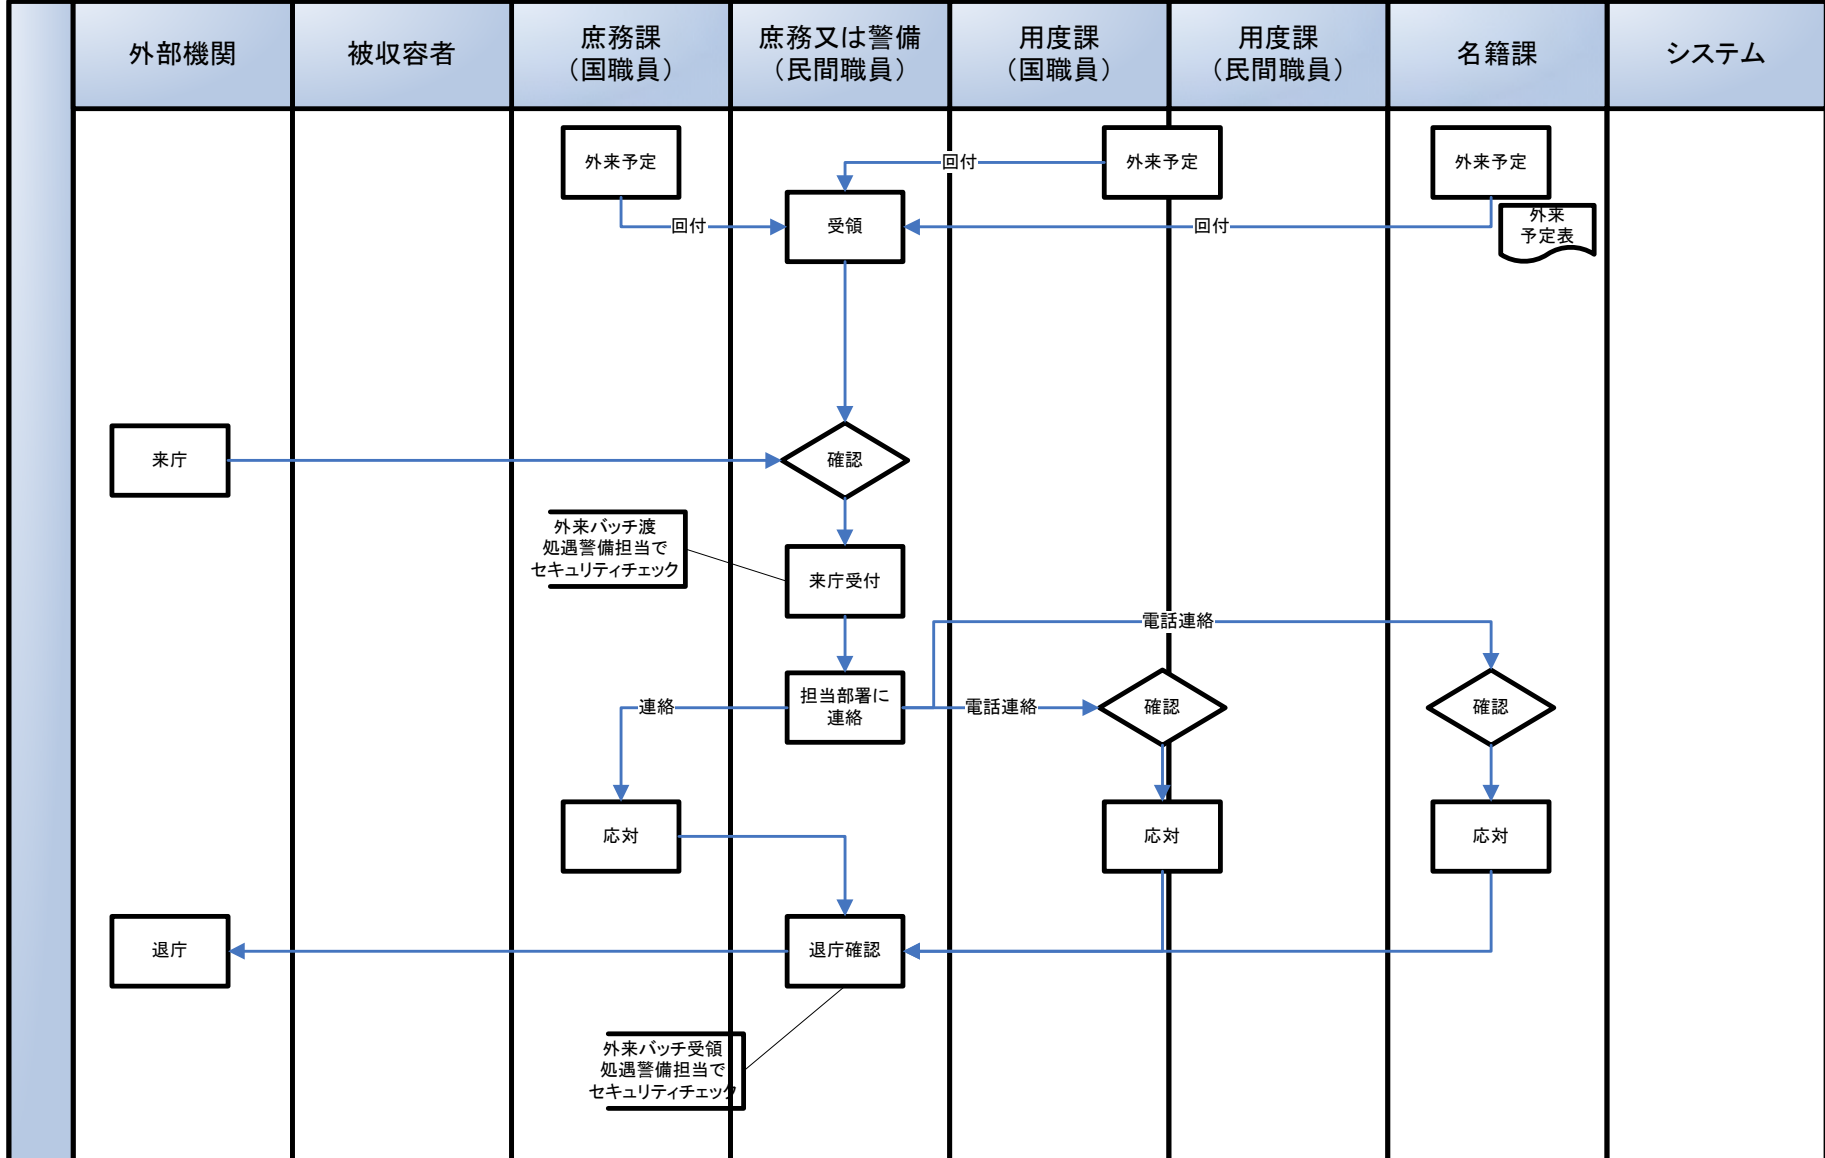 外部機関
被収容者
庶務課
（国職員）
庶務又は警備
（民間職員）
用度課
（国職員）
用度課
（民間職員）
名籍課
システム
外来予定
回付
外来予定
外来予定
回付
受領
回付
外来
予定表
来庁
確認
外来バッチ渡
処遇警備担当で
セキュリティチェック
来庁受付
電話連絡
連絡
担当部署に
連絡
電話連絡
確認
確認
応対
応対
応対
退庁
退庁確認
外来バッチ受領
処遇警備担当で
セキュリティチェック